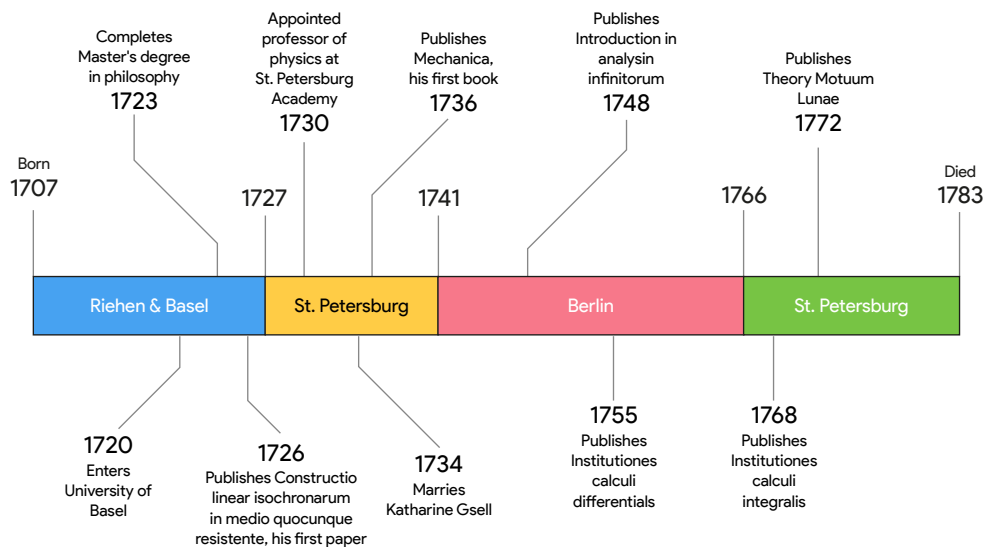 Completes
Master's degree
in philosophy
1723
Appointed
professor of
physics at
St. Petersburg
Academy
1730
Publishes
Mechanica,
his first book
1736
Publishes
Introduction in
analysin
infinitorum
1748
Publishes
Theory Motuum
Lunae
1772
Born
1707
1727
1741
1766
Died
1783
Riehen & Basel
St. Petersburg
Berlin
St. Petersburg
1720
Enters
University of
Basel
1726
Publishes Constructio
linear isochronarum
in medio quocunque
resistente, his first paper
1734
Marries
Katharine Gsell
1755
Publishes
Institutiones
calculi
differentials
1768
Publishes
Institutiones
calculi
integralis